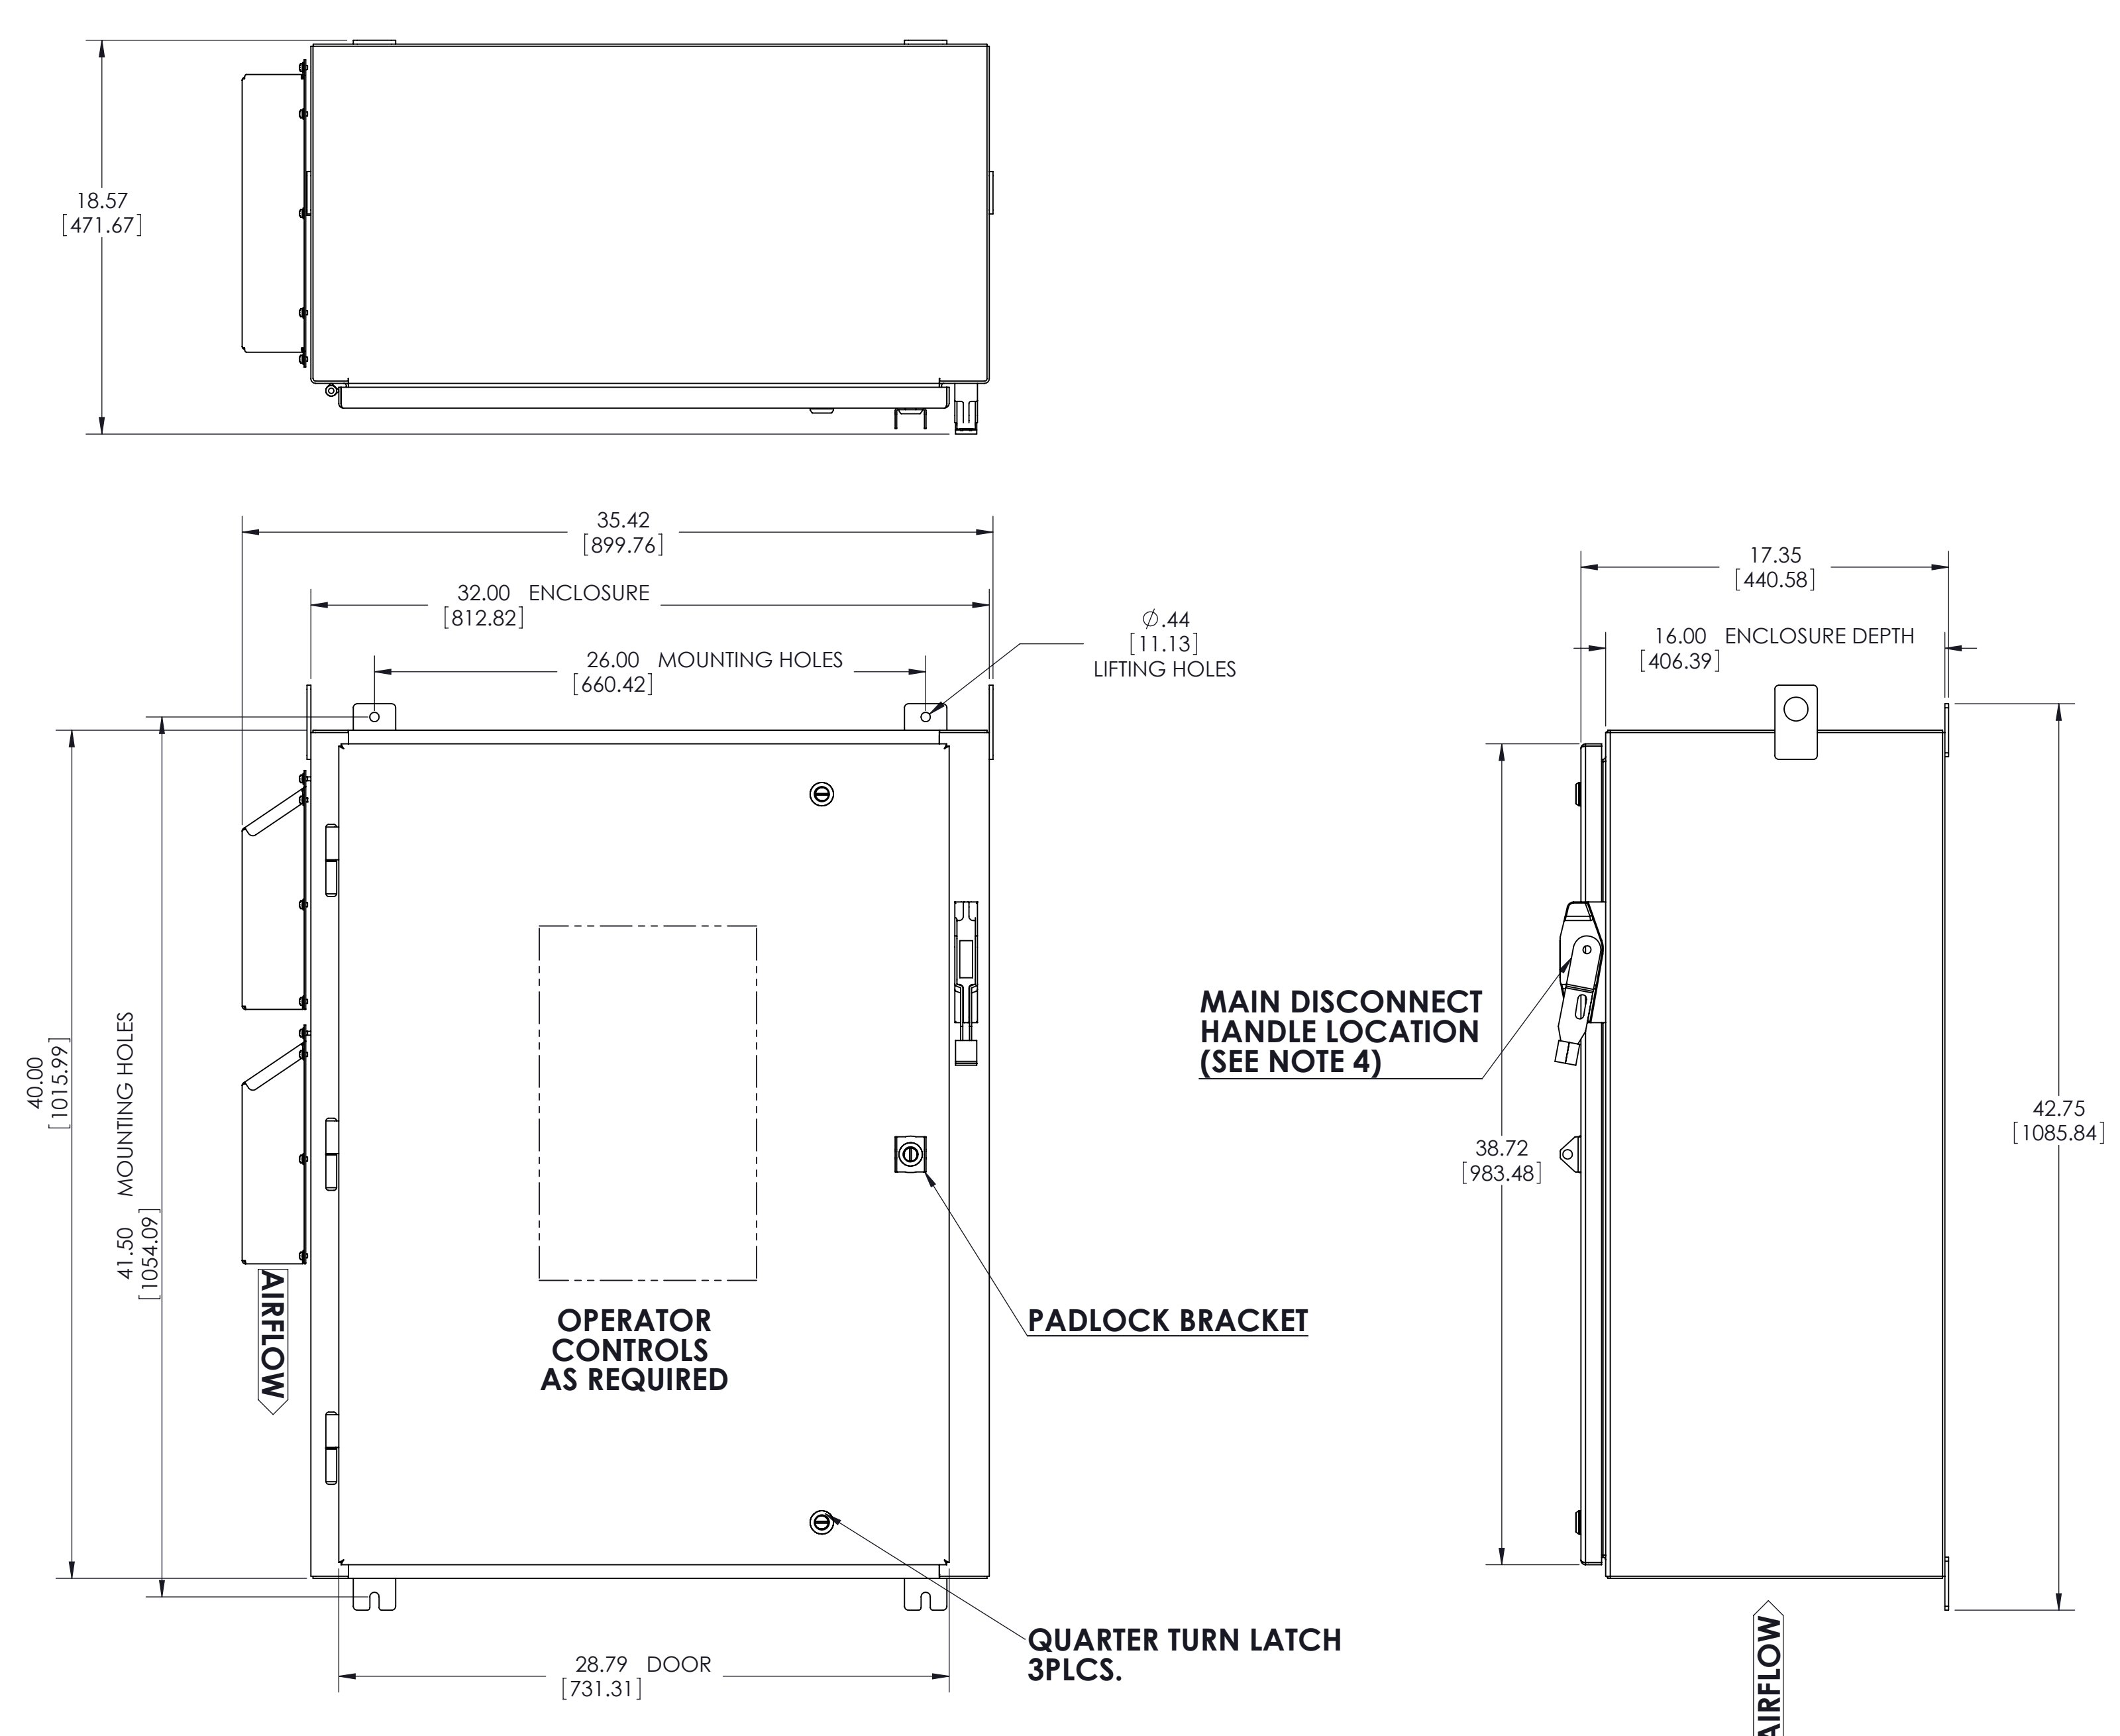 18.57
[471.67]
35.42
[899.76]
32.00 ENCLOSURE
[812.82]
26.00 MOUNTING HOLES
[660.42]
Ø.44
[11.13]
LIFTING HOLES
17.35
[440.58]
16.00 ENCLOSURE DEPTH
[406.39]
40.00
[1015.99]
41.50 MOUNTING HOLES
[1054.09]
AIRFLOW
OPERATOR
CONTROLS
AS REQUIRED
MAIN DISCONNECT
HANDLE LOCATION
(SEE NOTE 4)
38.72
[983.48]
42.75
[1085.84]
PADLOCK BRACKET
QUARTER TURN LATCH
3PLCS.
28.79 DOOR
[731.31]
AIRFLOW